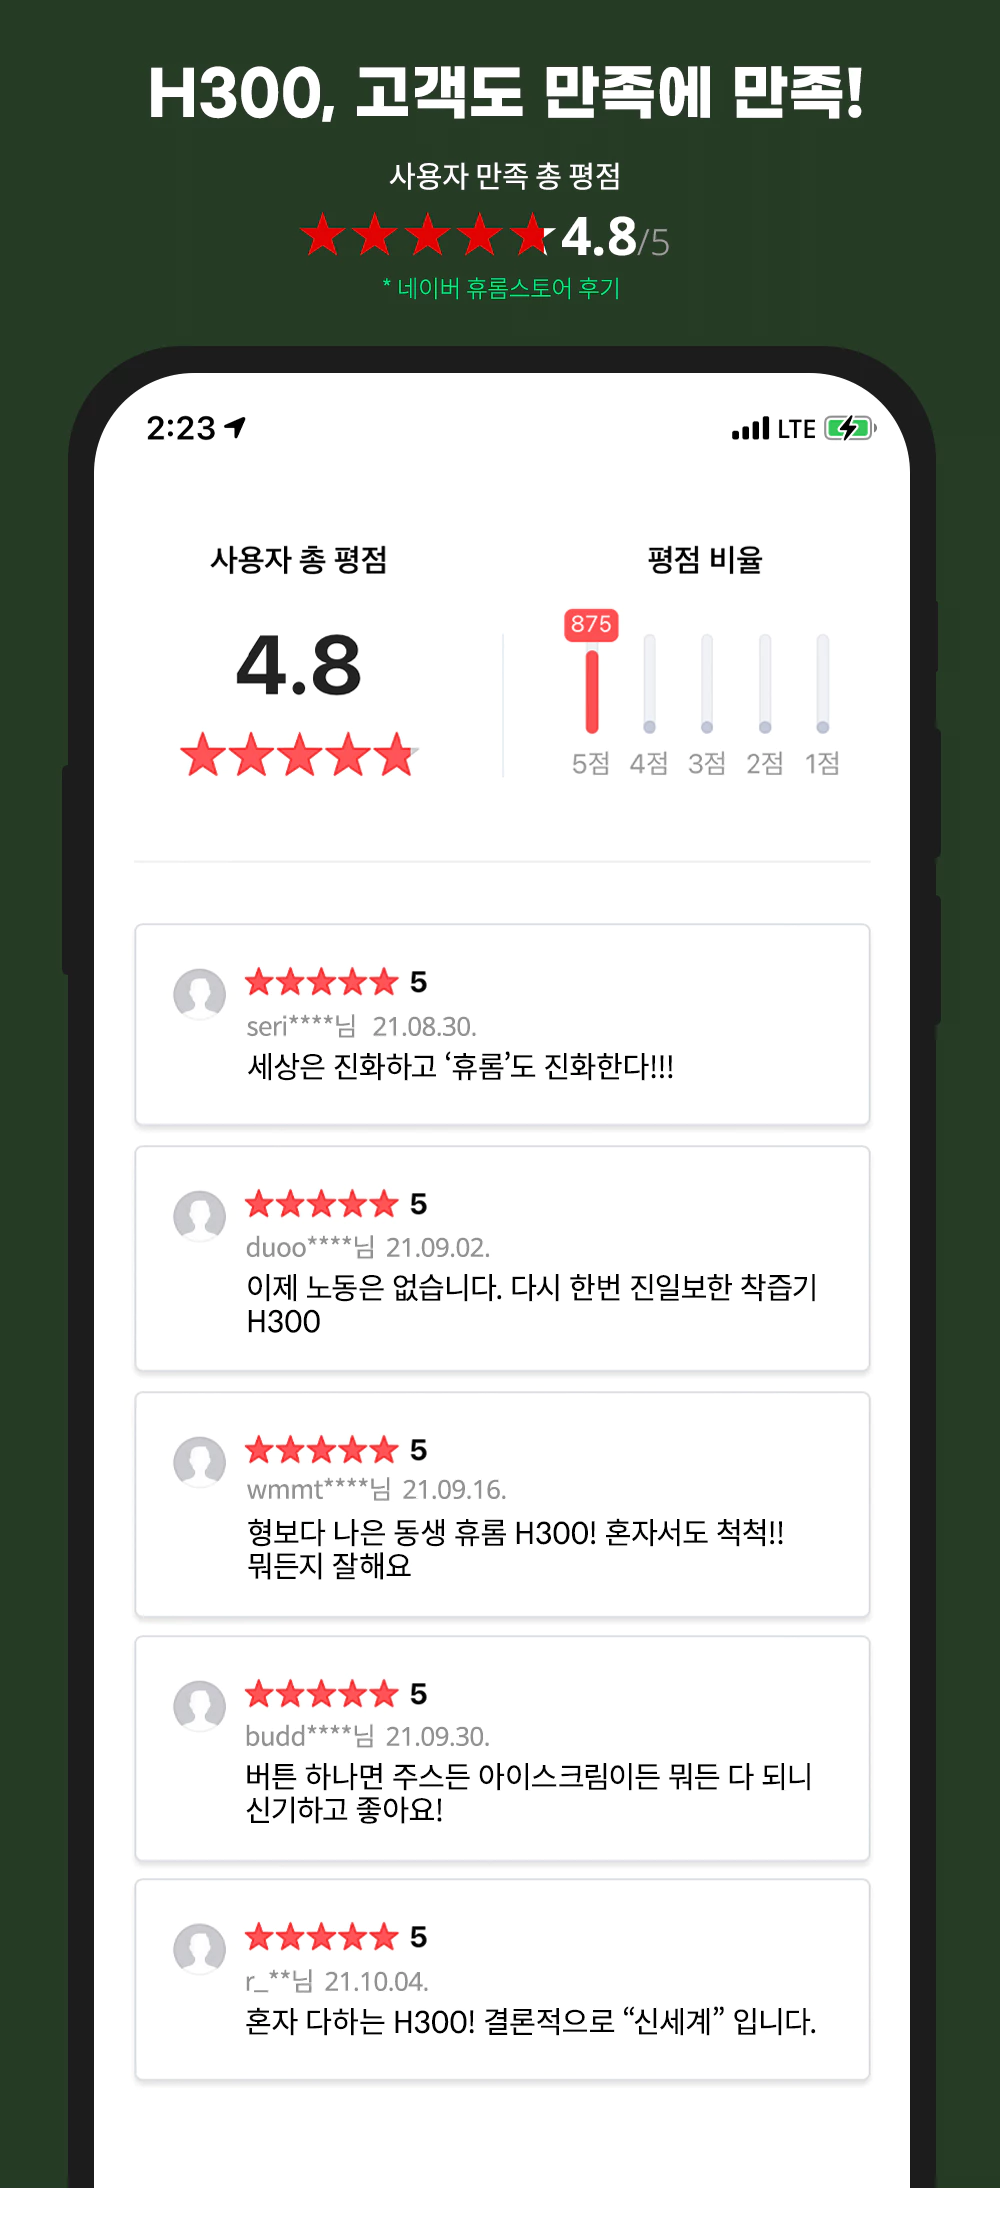 H300, 고객도 만족에 만족!
사용자 만족 총 평점
4.8/5
* 네이버 휴롬스토어 후기
2:23 LTE
사용자 총 평점
4.8
평점 비율
875
5점 4점 3점 2점 1점
5
seri****님 21.08.30.
세상은 진화하고 ‘휴롬’도 진화한다!!!
5
duoo****님 21.09.02.
이제 노동은 없습니다. 다시 한번 진일보한 착즙기
H300
5
wmmt****님 21.09.16.
형보다 나은 동생 휴롬 H300! 혼자서도 척척!!
뭐든지 잘해요
5
budd****님 21.09.30.
버튼 하나면 주스든 아이스크림이든 뭐든 다 되니
신기하고 좋아요!
5
r_**님 21.10.04.
혼자 다하는 H300! 결론적으로 “신세계” 입니다.